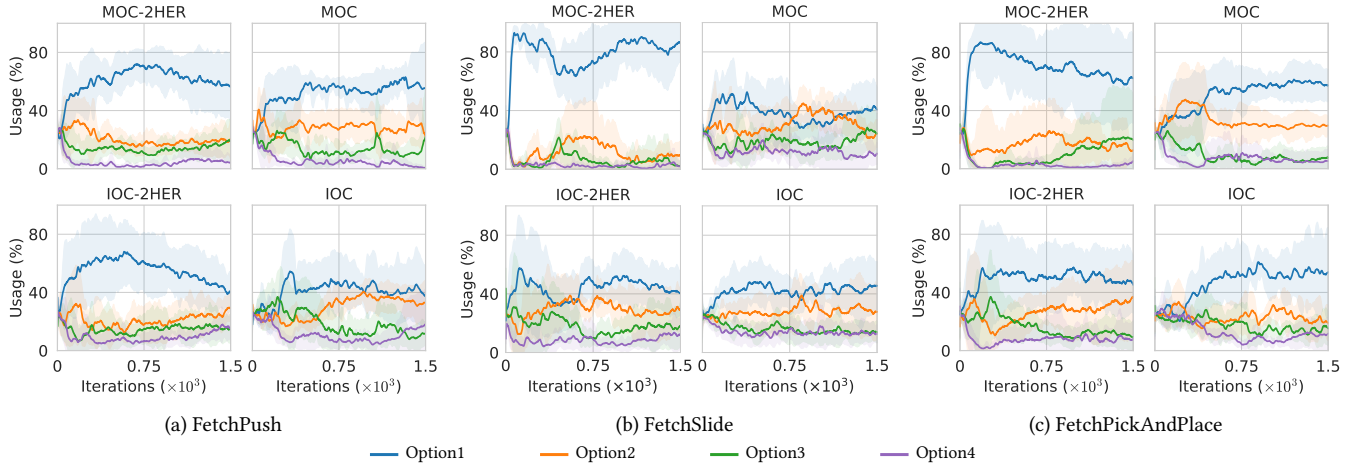 MOC-2HER MOC MOC-2HER MOC MOC-2HER MOC
Usage (%) 80 40 0 Usage (%) 80 40 0 Usage (%) 80 40 0
IOC-2HER IOC IOC-2HER IOC IOC-2HER IOC
Usage (%) 80 40 0 Usage (%) 80 40 0 Usage (%) 80 40 0
0 0.75 1.5 0 0.75 1.5 0 0.75 1.5 0 0.75 1.5 0 0.75 1.5 0 0.75 1.5
Iterations (×10³) Iterations (×10³) Iterations (×10³) Iterations (×10³) Iterations (×10³) Iterations (×10³)
(a) FetchPush (b) FetchSlide (c) FetchPickAndPlace
Option1 Option2 Option3 Option4